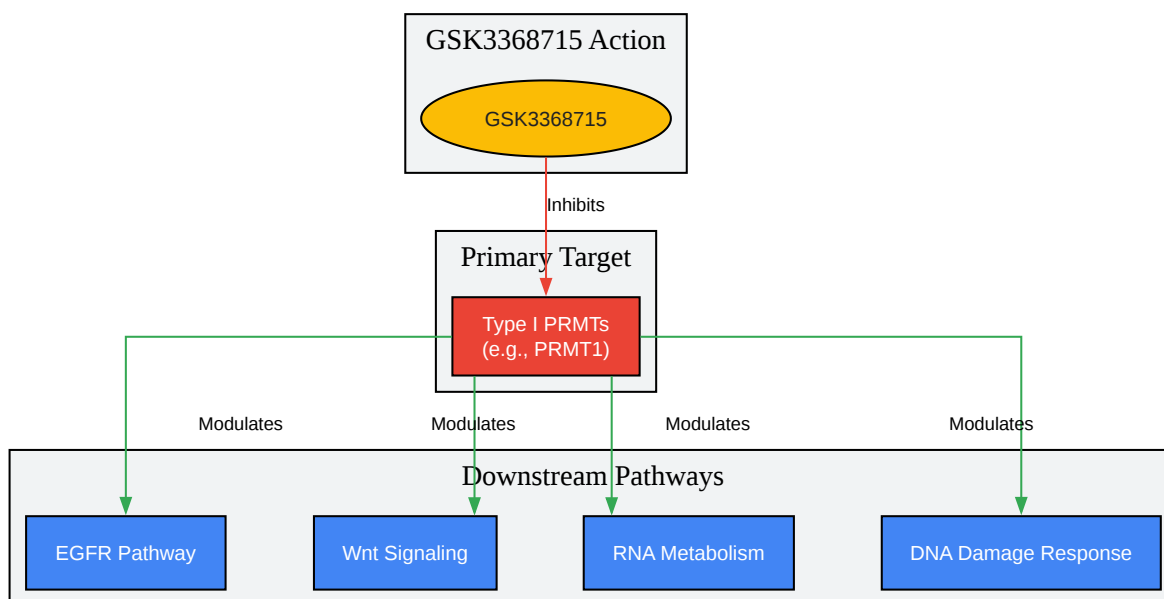 GSK3368715 Action
GSK3368715
Inhibits
Primary Target
Type I PRMTs
(e.g., PRMT1)
Modulates
Modulates
Modulates
Modulates
Downstream Pathways
EGFR Pathway
Wnt Signaling
RNA Metabolism
DNA Damage Response